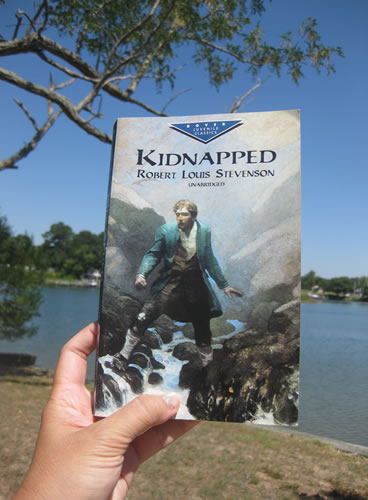 DOVER
JUVENILE
CLASSICS
KIDNAPPED
ROBERT LOUIS STEVENSON
UNABRIDGED